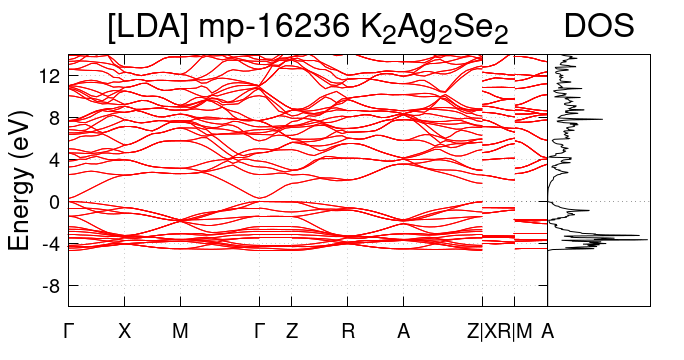 [LDA] mp-16236 K₂Ag₂Se₂ DOS
Energy (eV)
12
8
4
0
-4
-8
Γ X M Γ Z R A Z|XR|M A